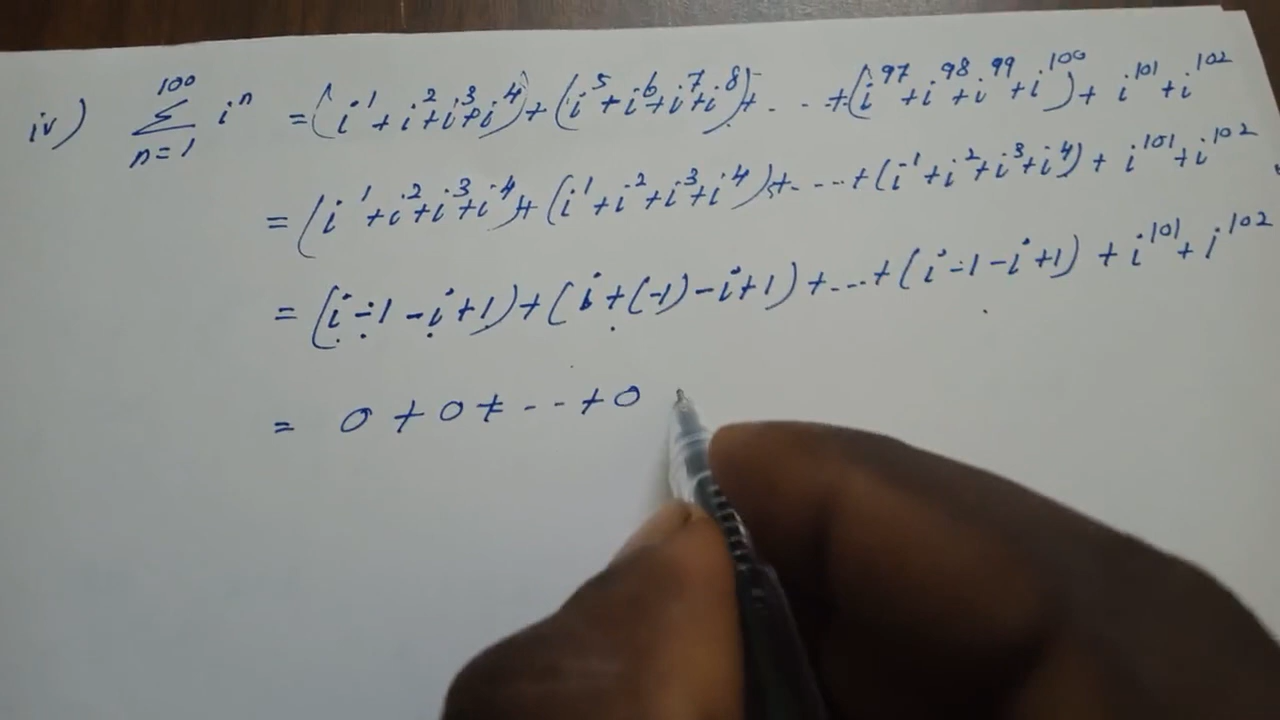 iv) 100 Σ n=1 i^n = (i^1 + i^2 + i^3 + i^4) + (i^5 + i^6 + i^7 + i^8) + ... + (i^97 + i^98 + i^99 + i^100) + i^101 + i^102
= (i^1 + i^2 + i^3 + i^4) + (i^1 + i^2 + i^3 + i^4) + ... + (i^1 + i^2 + i^3 + i^4) + i^101 + i^102
= (i - 1 - i + 1) + (i + (-1) - i + 1) + ... + (i - 1 - i + 1) + i^101 + i^102
= 0 + 0 + ... + 0